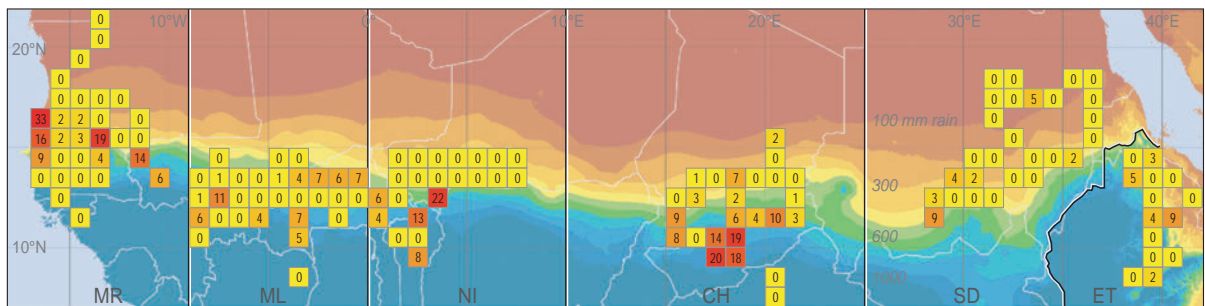 0 10°W 0° 10°E 20°E 30°E 40°E
0
20°N
0
0 0 0 0 0
0 0 0 0 0 0 5 0 0
33 2 2 0 0 100 mm rain 0 0
16 2 3 19 0 0 2 0 0
9 0 0 4 14 0 0 0 0 0 0 0 0 0 0 0 0 0 0 0 2 0 3
0 0 0 0 6 0 1 0 0 1 4 7 6 7 0 0 0 0 0 0 0 1 0 7 0 0 0 4 2 0 0 5 0 0
300
0 1 11 0 0 0 0 0 0 0 6 0 22 0 3 2 1 3 0 0 0 0 0
0 6 0 0 4 7 0 4 13 9 6 4 10 3 9 4 9
10°N 0 5 0 0 8 0 14 19 600 0
8 20 18 0 0
0 0 1000 0 2
MR ML NI CH 0 SD ET